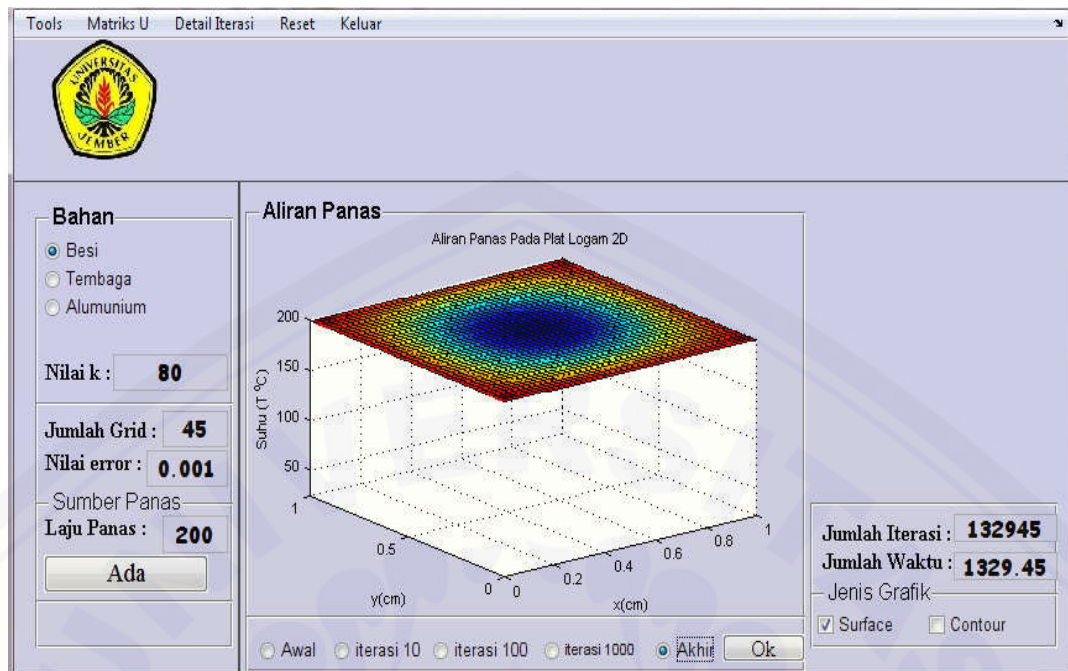 Tools Matriks U Detail Iterasi Reset Keluar
UNIVERSITAS
JEMBER
Bahan
Besi
Tembaga
Alumunium
Nilai k : 80
Jumlah Grid : 45
Nilai error : 0.001
Sumber Panas
Laju Panas : 200
Ada
Aliran Panas
Aliran Panas Pada Plat Logam 2D
Suhu (T °C)
200
150
100
50
1
0.5
0
y(cm)
0
0.2
0.4
0.6
0.8
1
x(cm)
Awal iterasi 10 iterasi 100 iterasi 1000 Akhir Ok
Jumlah Iterasi : 132945
Jumlah Waktu : 1329.45
Jenis Grafik
Surface Contour